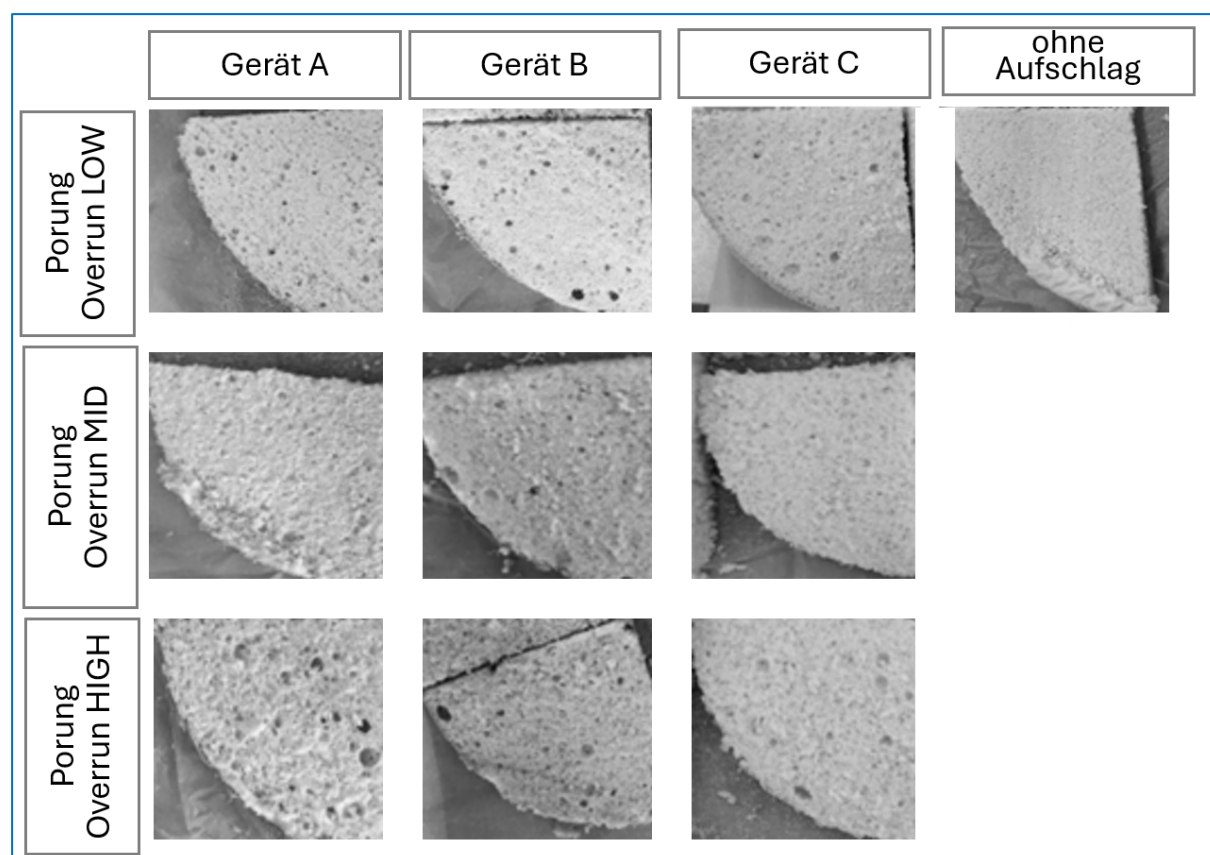 Gerät A
Gerät B
Gerät C
ohne
Aufschlag
Porung
Overrun LOW
Porung
Overrun MID
Porung
Overrun HIGH